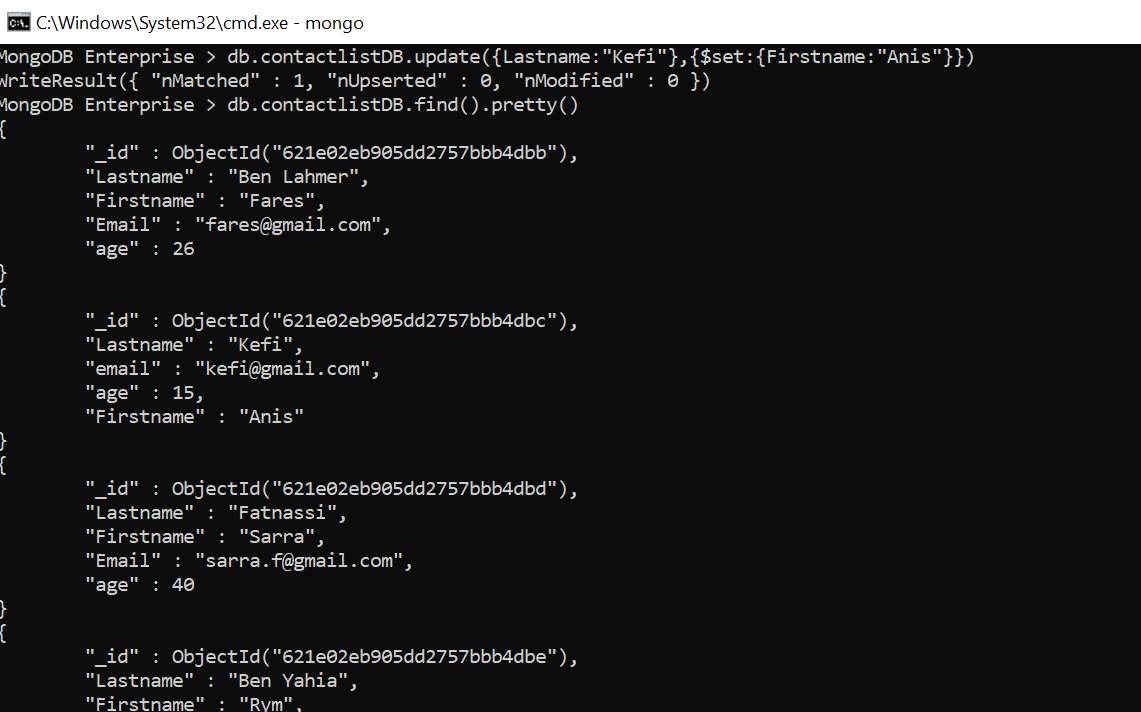 C:\Windows\System32\cmd.exe - mongo
MongoDB Enterprise > db.contactlistDB.update({Lastname:"Kefi"},{$set:{Firstname:"Anis"}})
WriteResult({ "nMatched" : 1, "nUpserted" : 0, "nModified" : 0 })
MongoDB Enterprise > db.contactlistDB.find().pretty()
{
"_id" : ObjectId("621e02eb905dd2757bbb4dbb"),
"Lastname" : "Ben Lahmer",
"Firstname" : "Fares",
"Email" : "fares@gmail.com",
"age" : 26
}
{
"_id" : ObjectId("621e02eb905dd2757bbb4dbc"),
"Lastname" : "Kefi",
"email" : "kefi@gmail.com",
"age" : 15,
"Firstname" : "Anis"
}
{
"_id" : ObjectId("621e02eb905dd2757bbb4dbd"),
"Lastname" : "Fatnassi",
"Firstname" : "Sarra",
"Email" : "sarra.f@gmail.com",
"age" : 40
}
{
"_id" : ObjectId("621e02eb905dd2757bbb4dbe"),
"Lastname" : "Ben Yahia",
"Firstname" : "Rym",